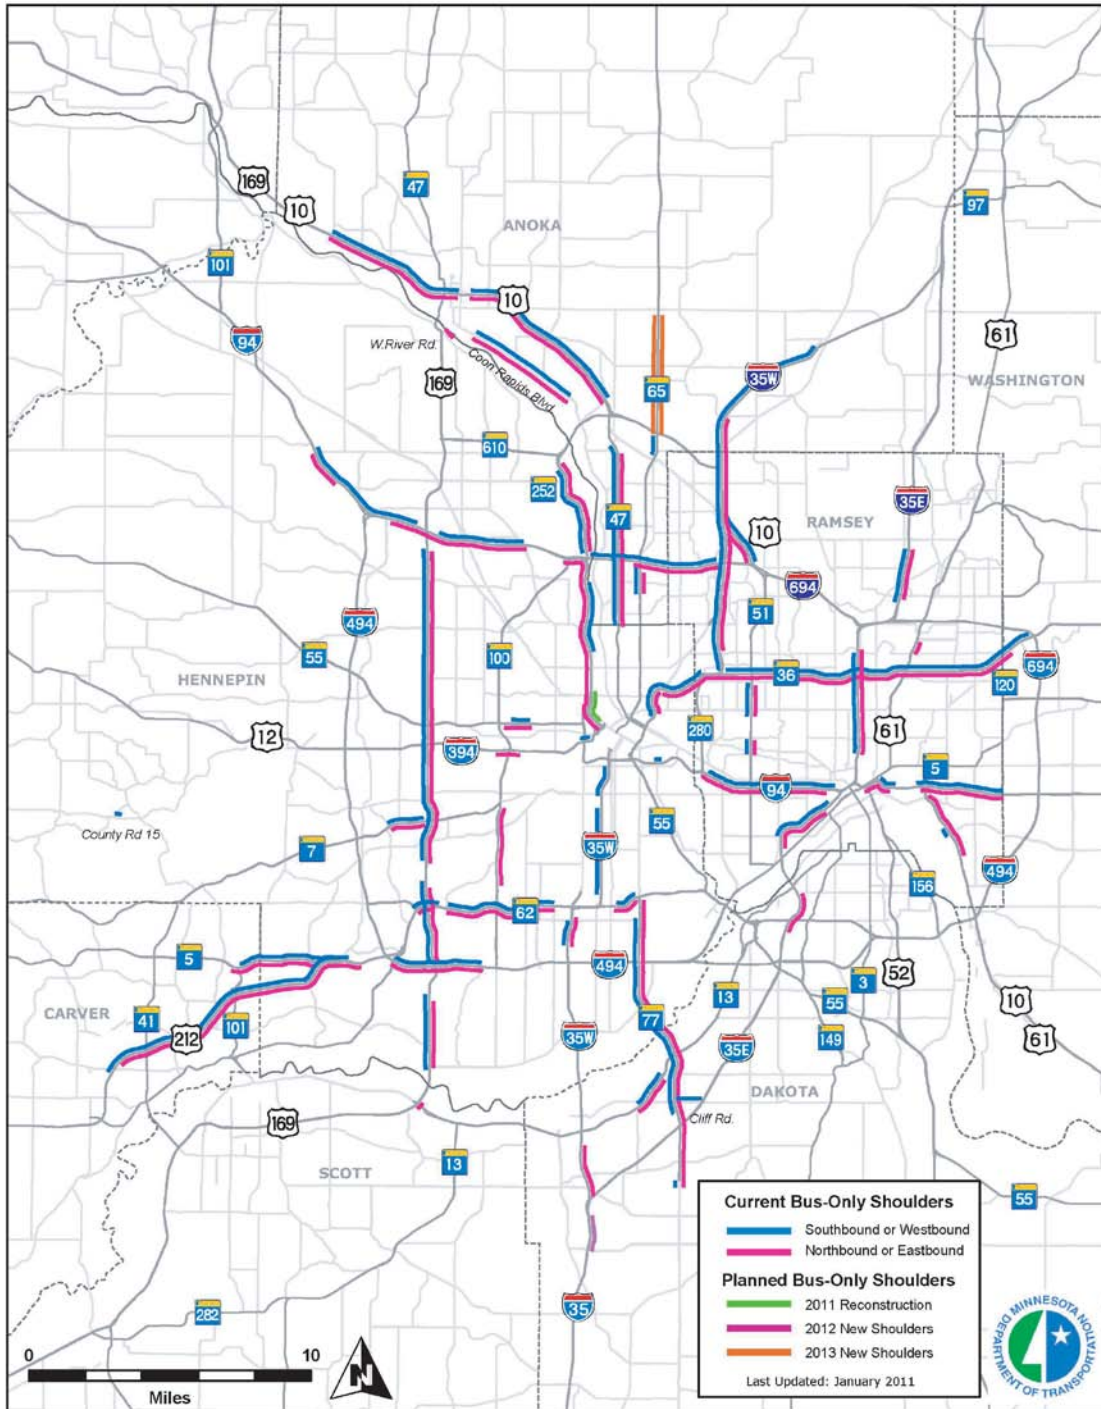 169
47
10
97
ANOKA
101
10
94
61
W.River Rd.
169
Coon Rapids Blvd.
65
35W
WASHINGTON
610
252
47
35E
10
RAMSEY
694
51
494
55
100
36
694
120
HENNEPIN
12
394
280
61
5
94
County Rd 15
7
55
35W
494
156
62
5
494
52
3
13
55
10
CARVER
41
101
212
77
35W
35E
149
61
DAKOTA
169
Cliff Rd.
SCOTT
13
55
282
35
Current Bus-Only Shoulders
Southbound or Westbound
Northbound or Eastbound
Planned Bus-Only Shoulders
2011 Reconstruction
2012 New Shoulders
2013 New Shoulders
Last Updated: January 2011
MINNESOTA DEPARTMENT OF TRANSPORTATION
0 10
Miles
N